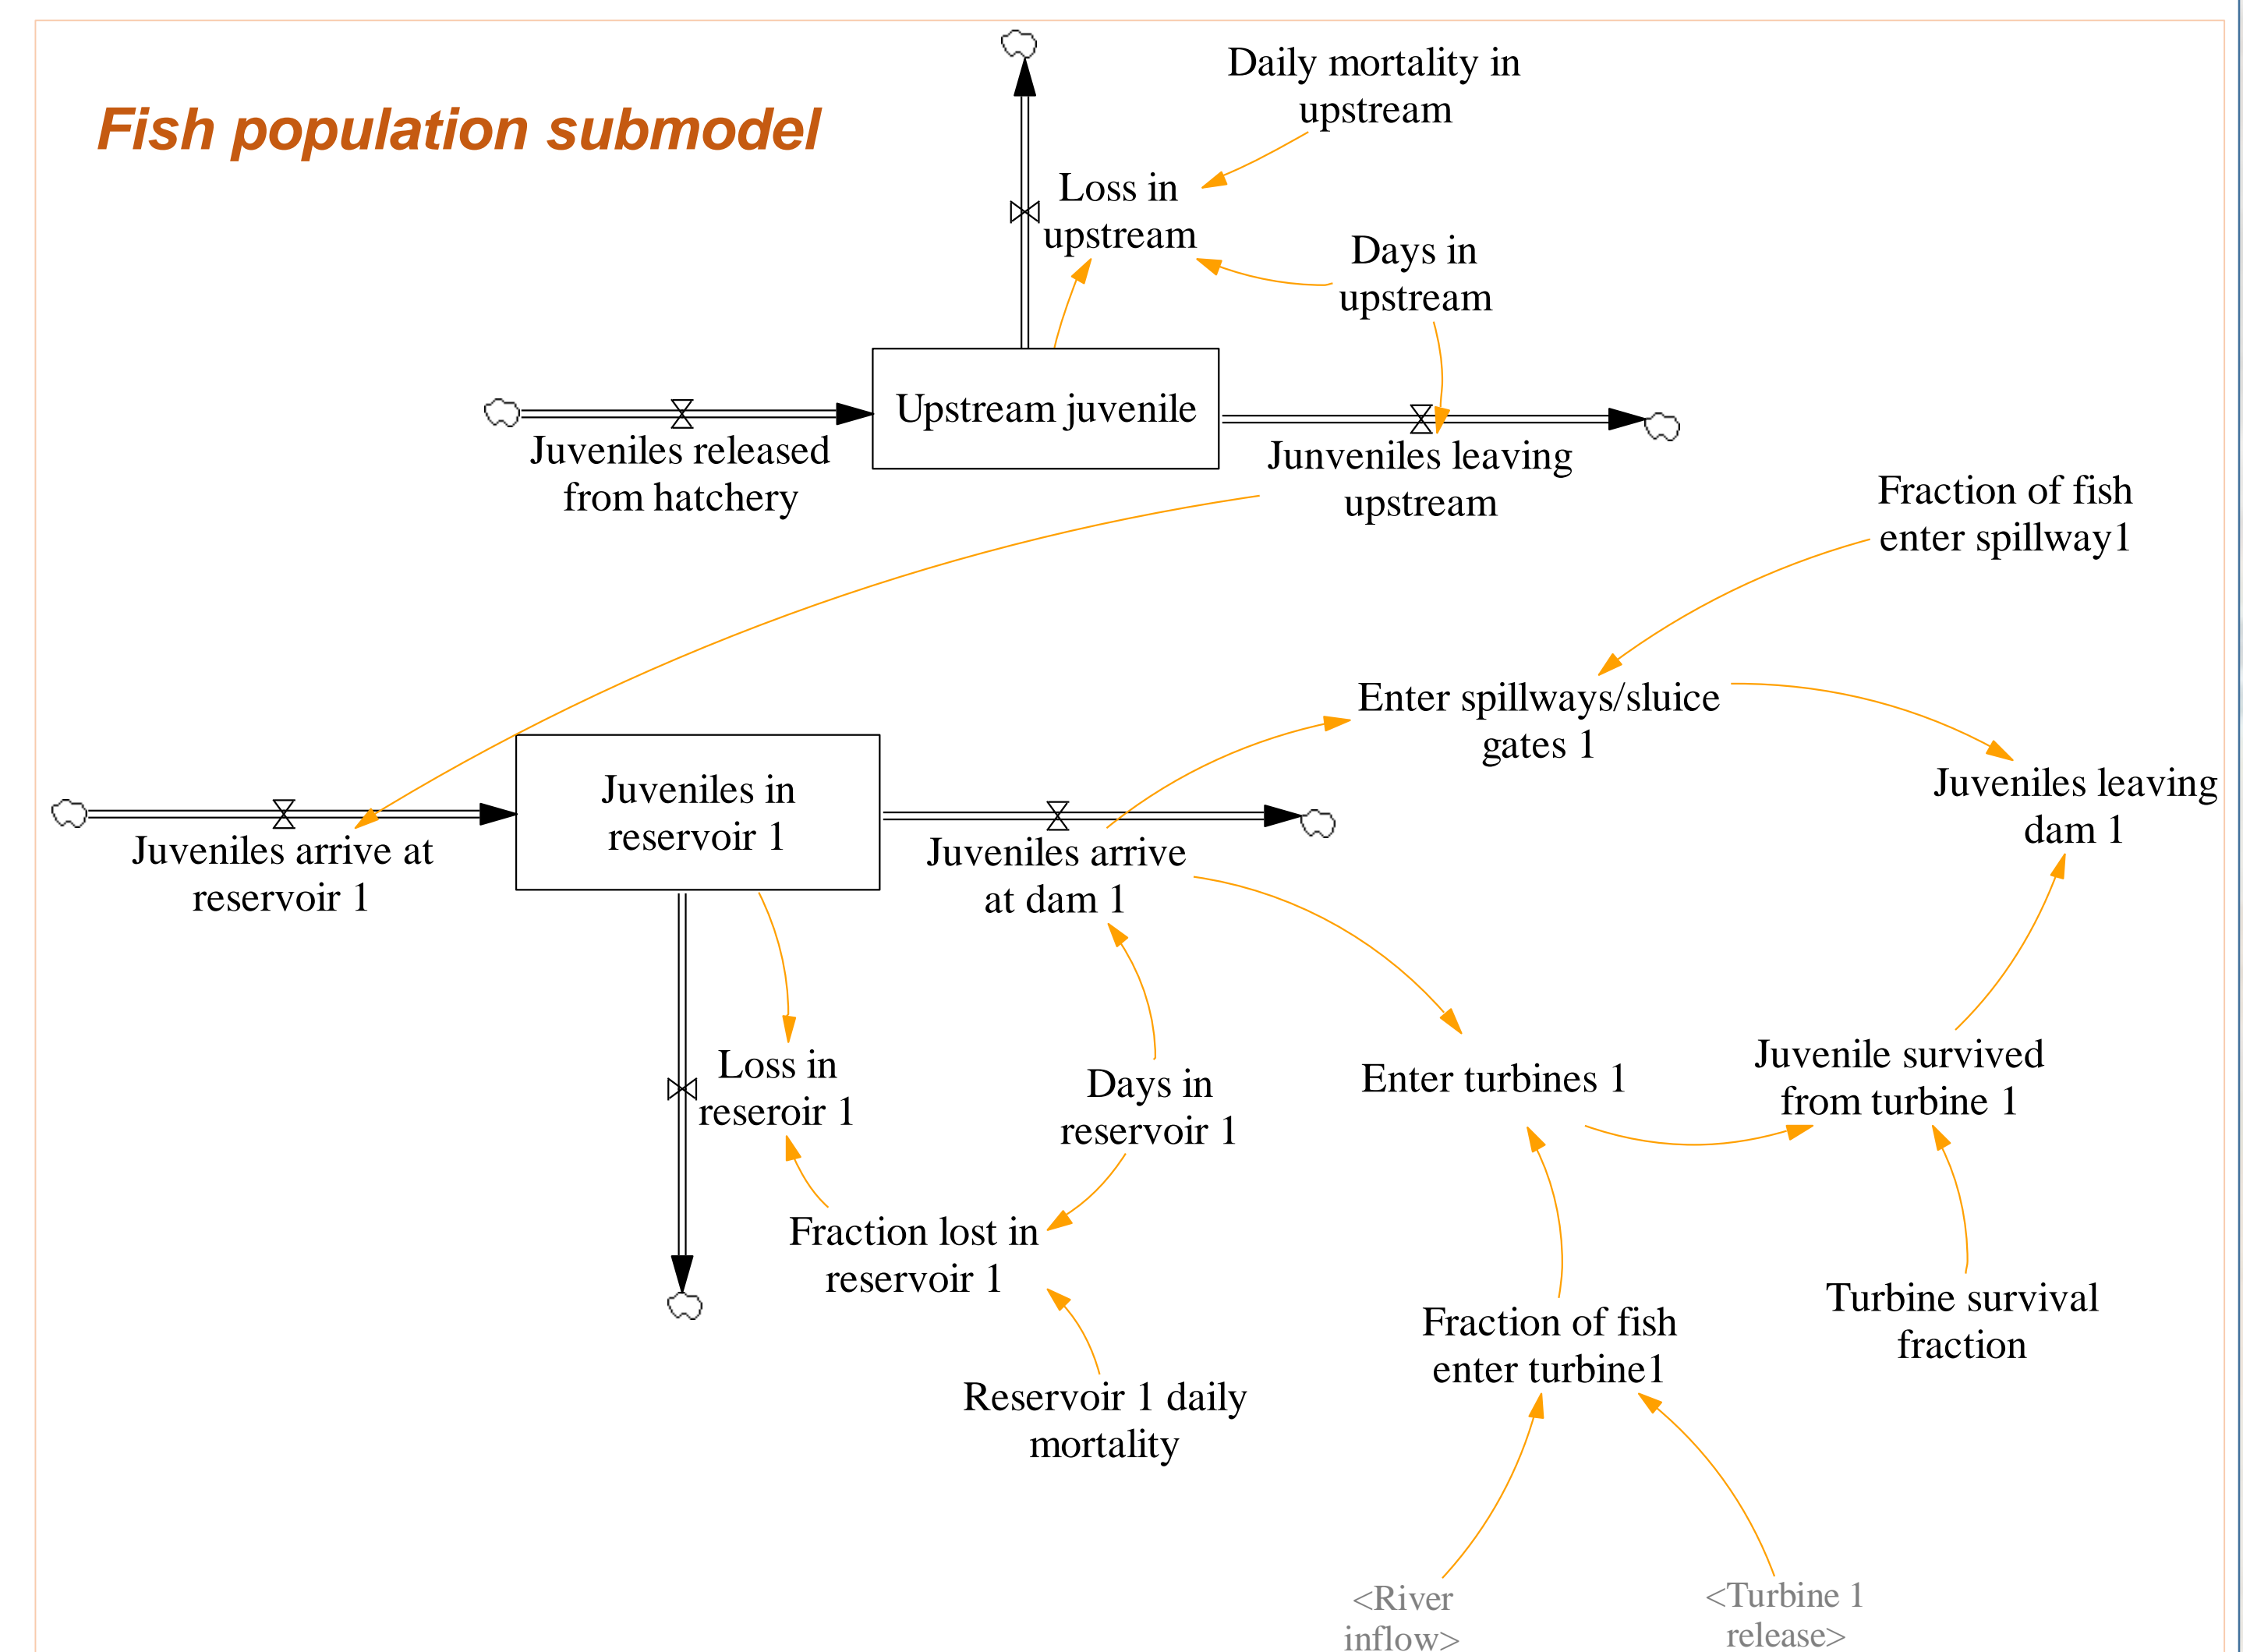 Fish population submodel
Daily mortality in
upstream
Loss in
upstream
Days in
upstream
Upstream juvenile
Juveniles released
from hatchery
Junveniles leaving
upstream
Fraction of fish
enter spillway1
Enter spillways/sluice
gates 1
Juveniles leaving
dam 1
Juveniles in
reservoir 1
Juveniles arrive at
reservoir 1
Juveniles arrive
at dam 1
Loss in
reseroir 1
Days in
reservoir 1
Enter turbines 1
Juvenile survived
from turbine 1
Fraction lost in
reservoir 1
Turbine survival
fraction
Fraction of fish
enter turbine1
Reservoir 1 daily
mortality
<River
inflow>
<Turbine 1
release>